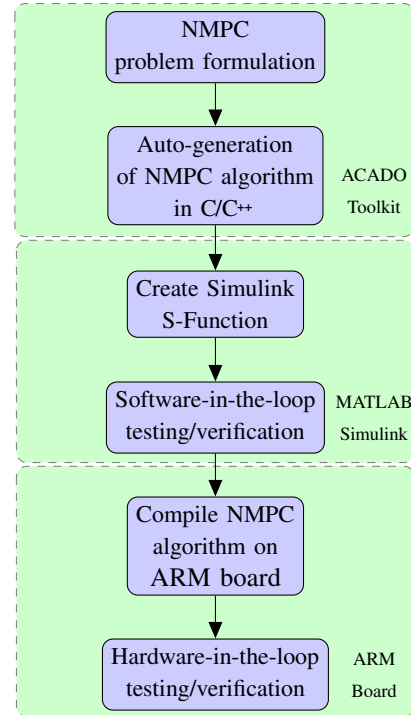 NMPC
problem formulation
Auto-generation
of NMPC algorithm
in C/C++
ACADO
Toolkit
Create Simulink
S-Function
Software-in-the-loop
testing/verification
MATLAB
Simulink
Compile NMPC
algorithm on
ARM board
Hardware-in-the-loop
testing/verification
ARM
Board